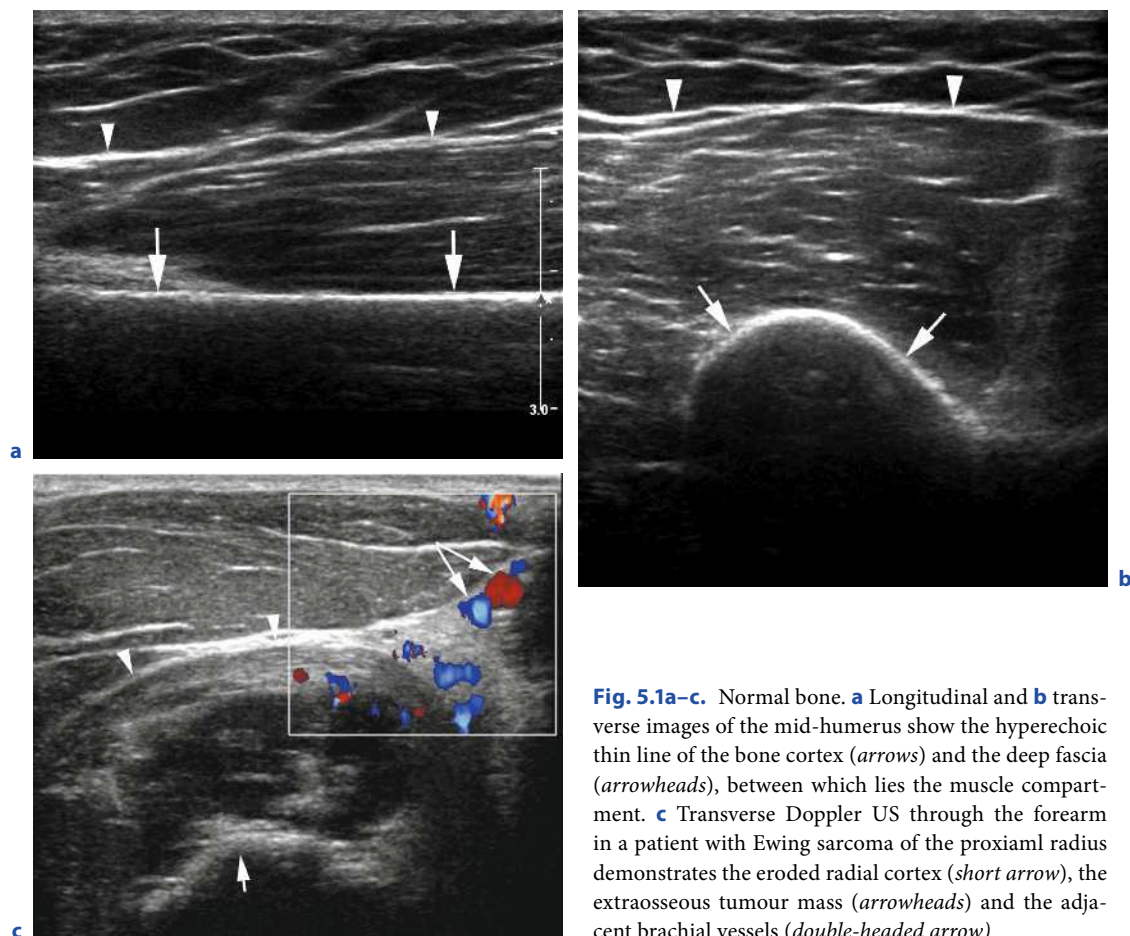 3.0
a
b
c
Fig. 5.1a–c. Normal bone. a Longitudinal and b trans-
verse images of the mid-humerus show the hyperechoic
thin line of the bone cortex (arrows) and the deep fascia
(arrowheads), between which lies the muscle compart-
ment. c Transverse Doppler US through the forearm
in a patient with Ewing sarcoma of the proxiaml radius
demonstrates the eroded radial cortex (short arrow), the
extraosseous tumour mass (arrowheads) and the adja-
cent brachial vessels (double-headed arrow)